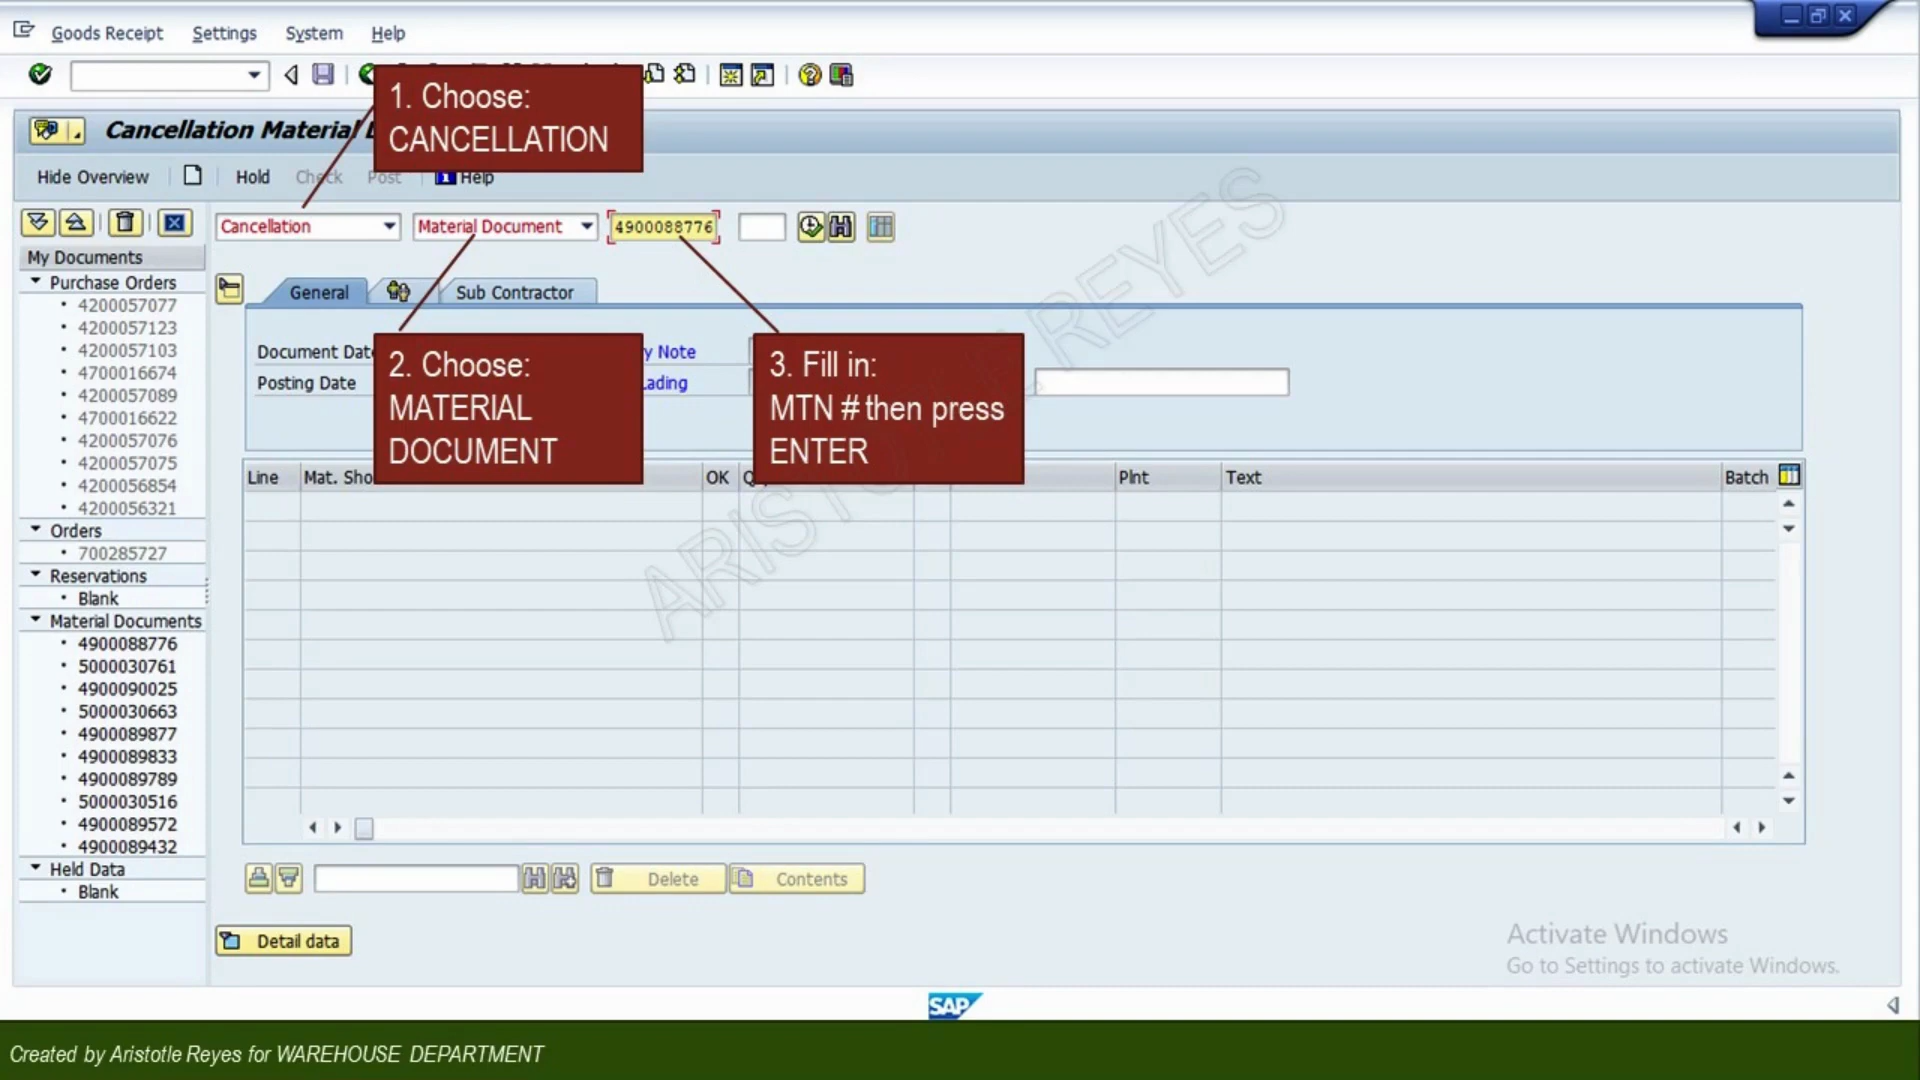 Goods Receipt Settings System Help
1. Choose:
CANCELLATION
Cancellation Material
Hide Overview Hold Check Post Help
Cancellation Material Document 4900088776
My Documents
Purchase Orders
4200057077
4200057123
4200057103
4700016674
4200057089
4700016622
4200057076
4200057075
4200056854
4200056321
Orders
700285727
Reservations
Blank
Material Documents
4900088776
5000030761
4900090025
5000030663
4900089877
4900089833
4900089789
5000030516
4900089572
4900089432
Held Data
Blank
General Sub Contractor
Document Date
Posting Date
2. Choose:
MATERIAL
DOCUMENT
y Note
Lading
3. Fill in:
MTN # then press
ENTER
Line Mat. Sho OK Q Plnt Text Batch
ARISTOTLE REYES
Delete Contents
Detail data
Activate Windows
Go to Settings to activate Windows.
SAP
Created by Aristotle Reyes for WAREHOUSE DEPARTMENT